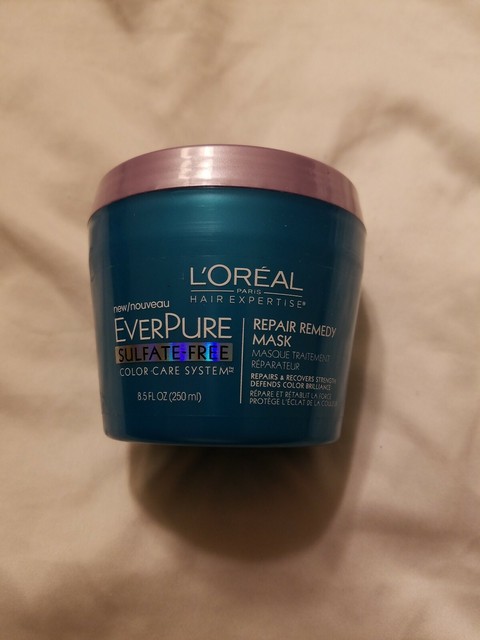 L'ORÉAL
PARIS
HAIR EXPERTISE®
new/nouveau
EVERPURE
SULFATE-FREE
COLOR CARE SYSTEM
8.5 FL OZ (250 ml)
REPAIR REMEDY
MASK
MASQUE TRAITEMENT
RÉPARATEUR
REPAIRS & RECOVERS STRENGTH
DEFENDS COLOR BRILLIANCE
RÉPARE ET RÉTABLIT LA FORCE
PROTÈGE L'ÉCLAT DE LA